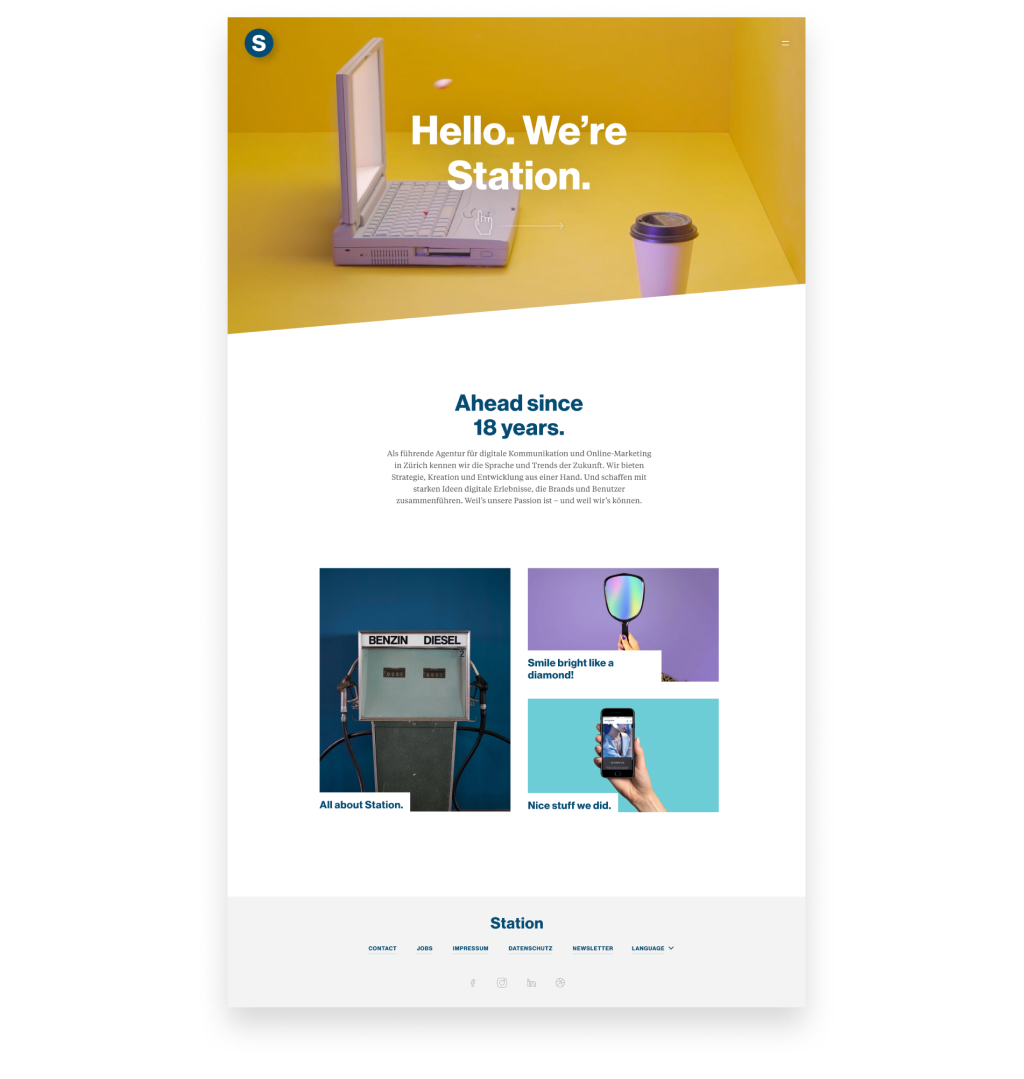 S
Hello. We’re
Station.
Ahead since
18 years.
Als führende Agentur für digitale Kommunikation und Online-Marketing
in Zürich kennen wir die Sprache und Trends der Zukunft. Wir bieten
Strategie, Kreation und Entwicklung aus einer Hand. Und schaffen mit
starken Ideen digitale Erlebnisse, die Brands und Benutzer
zusammenführen. Weil’s unsere Passion ist – und weil wir’s können.
BENZIN DIESEL
2
All about Station.
Smile bright like a
diamond!
Nice stuff we did.
Station
CONTACT JOBS IMPRESSUM DATENSCHUTZ NEWSLETTER LANGUAGE